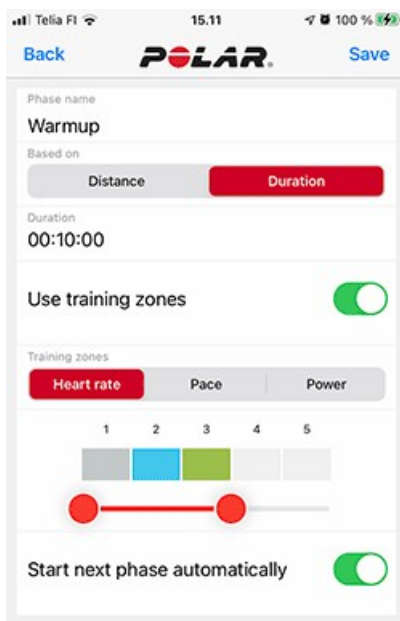 Telia FI 15.11 100 %
Back POLAR. Save
Phase name
Warmup
Based on
Distance Duration
Duration
00:10:00
Use training zones
Training zones
Heart rate Pace Power
1 2 3 4 5
Start next phase automatically